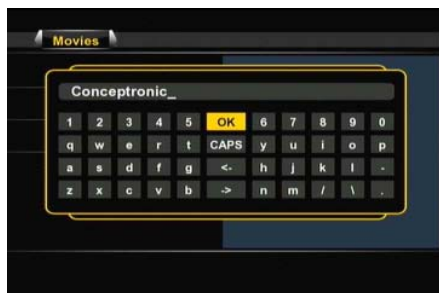 Movies
Conceptronic_
1 2 3 4 5 OK 6 7 8 9 0
q w e r t CAPS y u i o p
a s d f g <- h j k l -
z x c v b -> n m / \ .